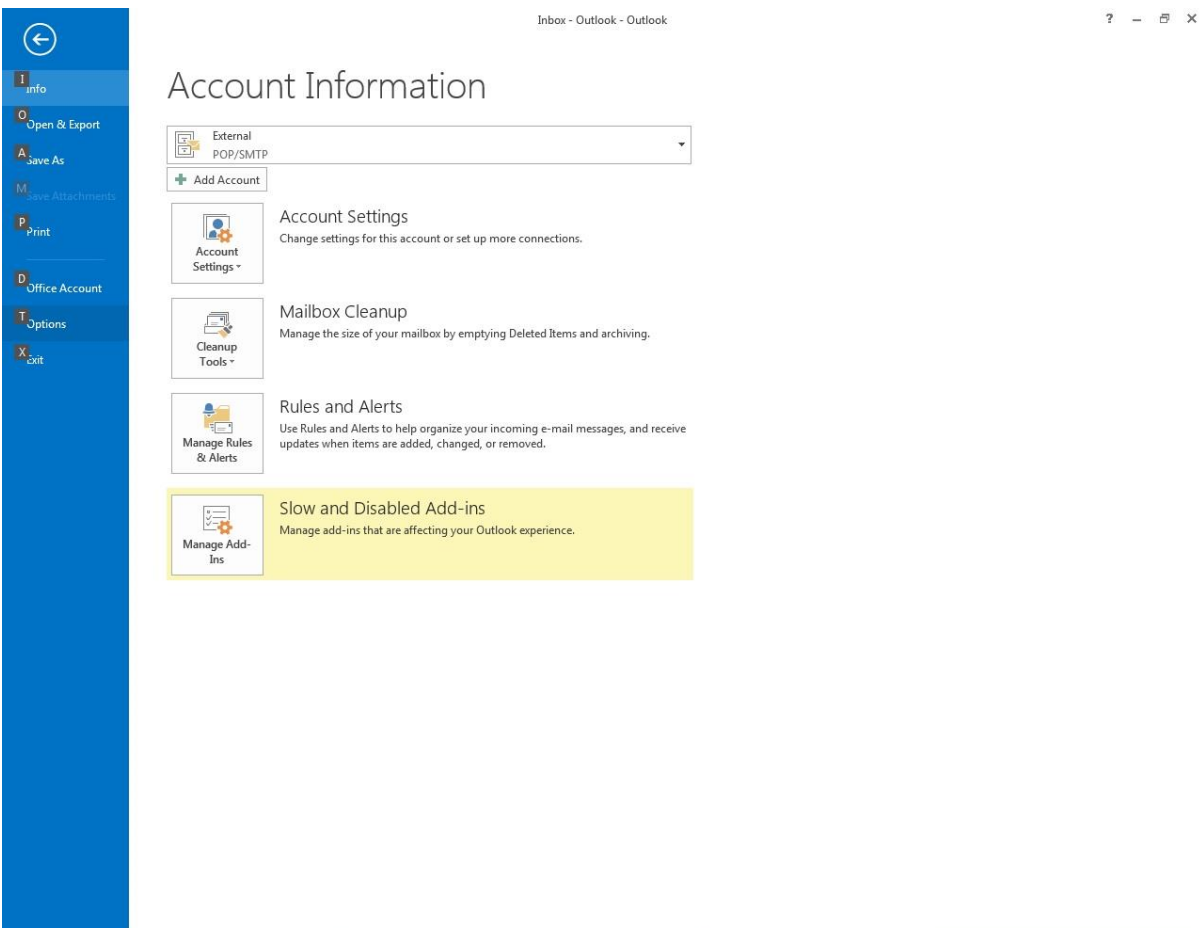 Inbox - Outlook - Outlook
?
I
Info
O
Open & Export
A
Save As
M
Save Attachments
P
Print
D
Office Account
T
Options
X
Exit
Account Information
External
POP/SMTP
Add Account
Account
Settings
Account Settings
Change settings for this account or set up more connections.
Cleanup
Tools
Mailbox Cleanup
Manage the size of your mailbox by emptying Deleted Items and archiving.
Manage Rules
& Alerts
Rules and Alerts
Use Rules and Alerts to help organize your incoming e-mail messages, and receive
updates when items are added, changed, or removed.
Manage Add-
Ins
Slow and Disabled Add-ins
Manage add-ins that are affecting your Outlook experience.